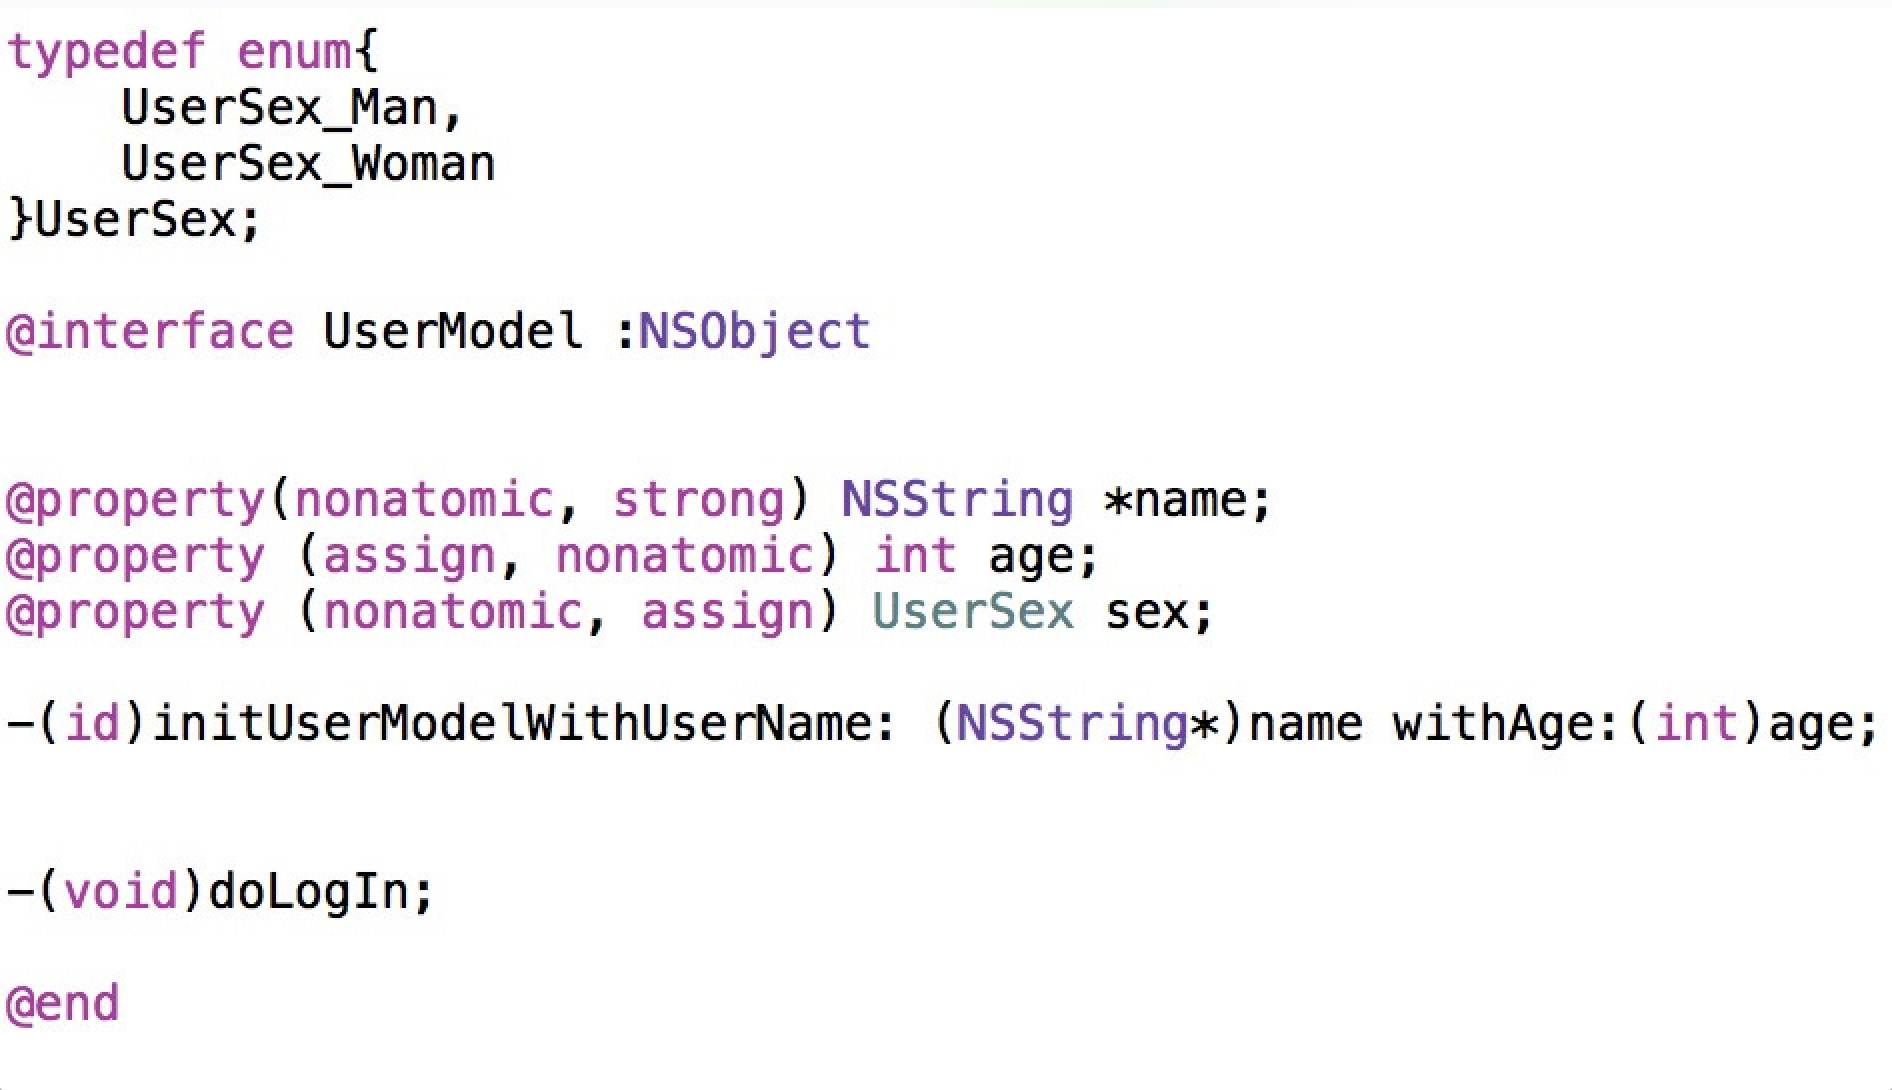 typedef enum{
    UserSex_Man,
    UserSex_Woman
}UserSex;
@interface UserModel :NSObject
@property(nonatomic, strong) NSString *name;
@property (assign, nonatomic) int age;
@property (nonatomic, assign) UserSex sex;
-(id)initUserModelWithUserName: (NSString*)name withAge:(int)age;
-(void)doLogIn;
@end